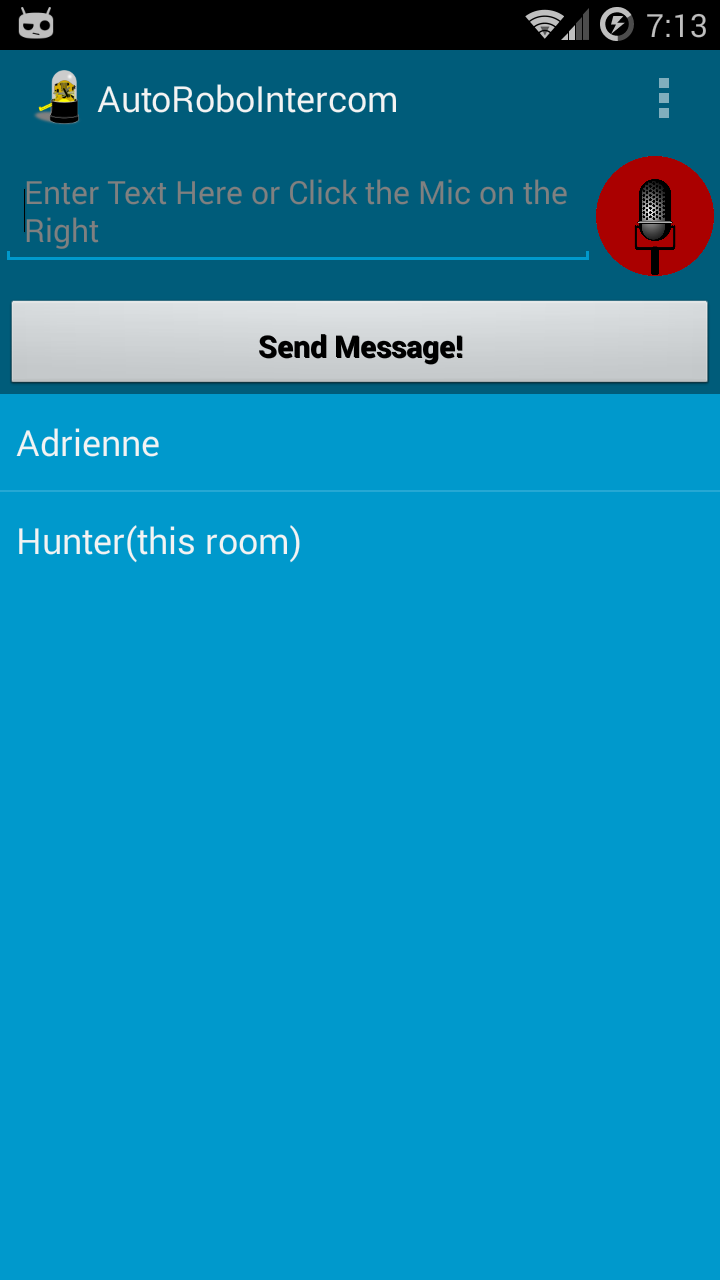 7:13
AutoRoboIntercom
Enter Text Here or Click the Mic on the
Right
Send Message!
Adrienne
Hunter(this room)